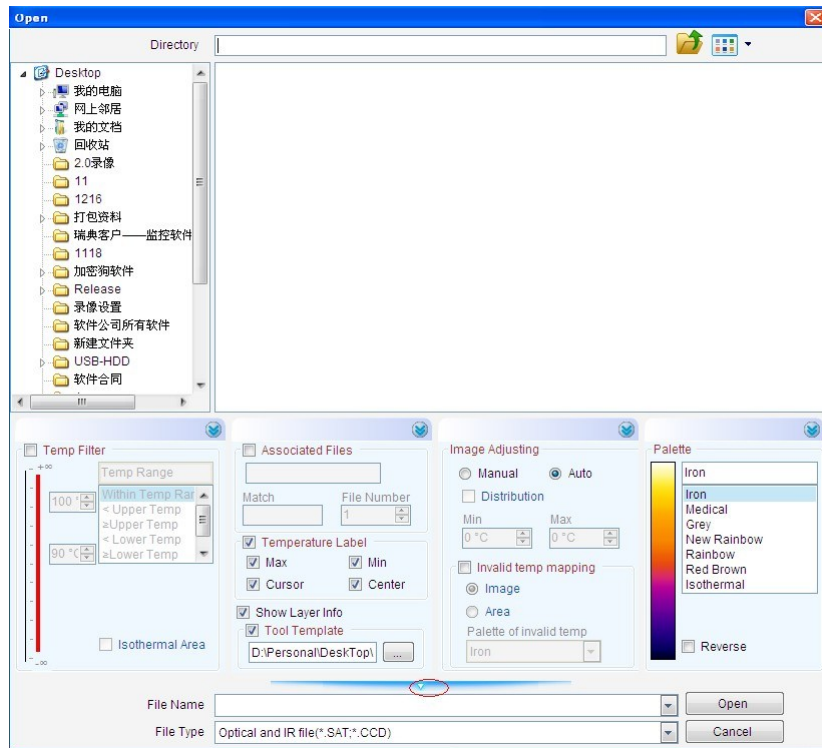 Open
Directory
Desktop
我的电脑
网上邻居
我的文档
回收站
2.0录像
11
1216
打包资料
瑞典客户——监控软件
1118
加密狗软件
Release
录像设置
软件公司所有软件
新建文件夹
USB-HDD
软件合同
Temp Filter
+∞
Temp Range
100 °
Within Temp Ran
< Upper Temp
≥Upper Temp
< Lower Temp
90 °C
≥Lower Temp
Isothermal Area
-∞
Associated Files
Match
File Number
1
Temperature Label
Max
Min
Cursor
Center
Show Layer Info
Tool Template
D:\Personal\DeskTop\
...
Image Adjusting
Manual
Auto
Distribution
Min
Max
0 °C
0 °C
Invalid temp mapping
Image
Area
Palette of invalid temp
Iron
Palette
Iron
Iron
Medical
Grey
New Rainbow
Rainbow
Red Brown
Isothermal
Reverse
File Name
Open
File Type
Optical and IR file(*.SAT;*.CCD)
Cancel